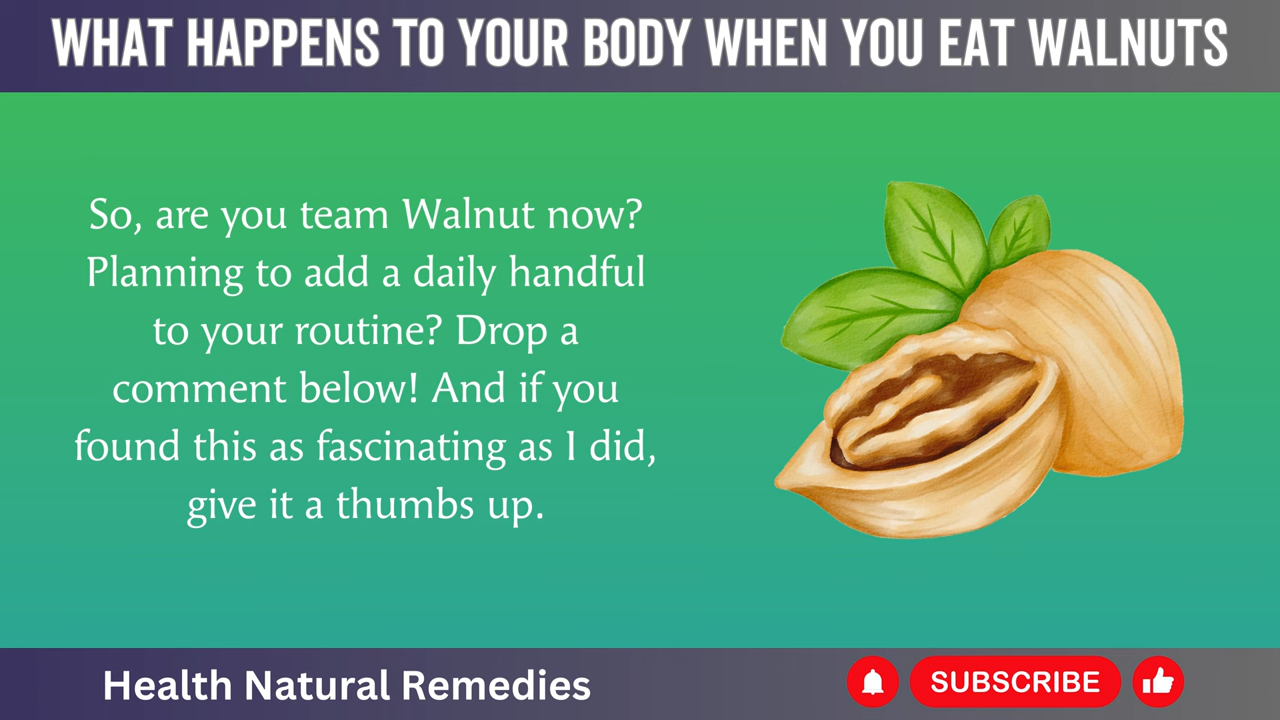 WHAT HAPPENS TO YOUR BODY WHEN YOU EAT WALNUTS
So, are you team Walnut now?
Planning to add a daily handful
to your routine? Drop a
comment below! And if you
found this as fascinating as I did,
give it a thumbs up.
Health Natural Remedies
SUBSCRIBE